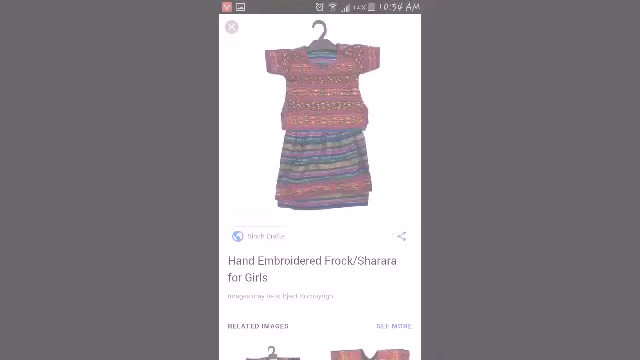 12% 10:54 AM
Sindh Crafts
Hand Embroidered Frock/Sharara
for Girls
Images may be subject to copyright
RELATED IMAGES
SEE MORE